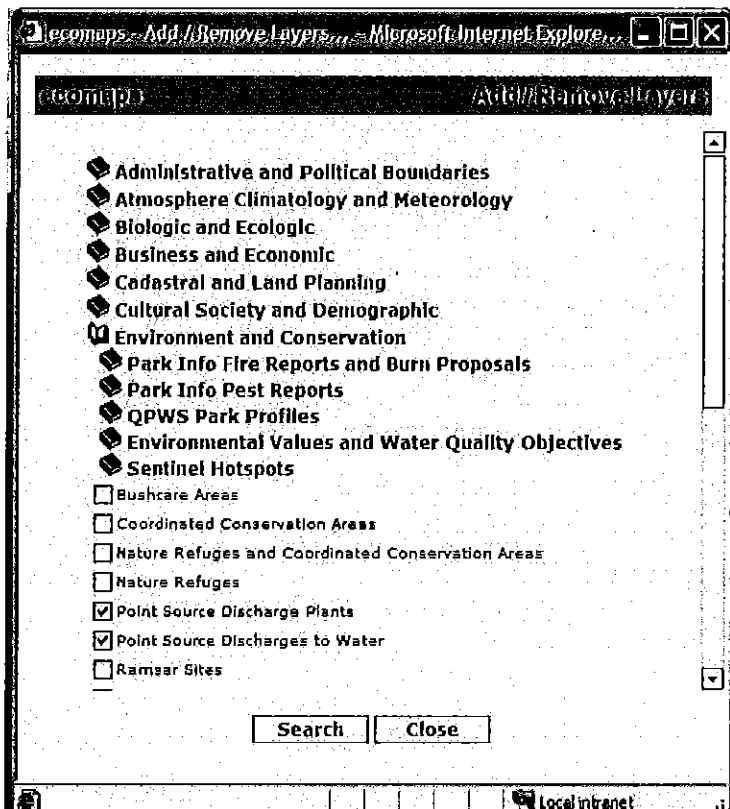 ecomaps - Add / Remove Layers... - Microsoft Internet Explore...
ecomaps Add / Remove Layers
Administrative and Political Boundaries
Atmosphere Climatology and Meteorology
Biologic and Ecologic
Business and Economic
Cadastral and Land Planning
Cultural Society and Demographic
Environment and Conservation
Park Info Fire Reports and Burn Proposals
Park Info Pest Reports
QPWS Park Profiles
Environmental Values and Water Quality Objectives
Sentinel Hotspots
Bushcare Areas
Coordinated Conservation Areas
Nature Refuges and Coordinated Conservation Areas
Nature Refuges
Point Source Discharge Plants
Point Source Discharges to Water
Ramsar Sites
Search Close
Local intranet